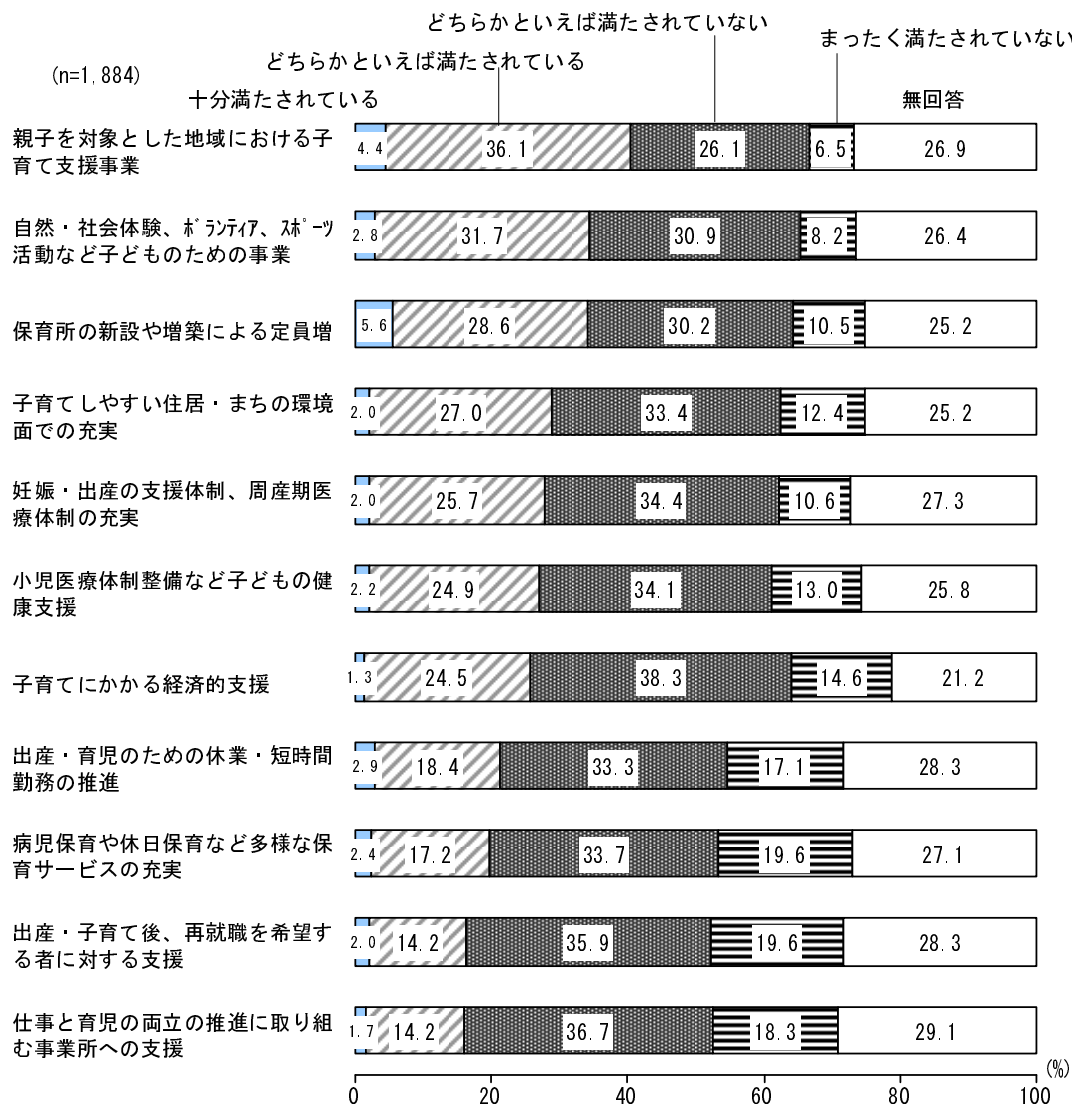 どちらかといえば満たされていない
まったく満たされていない
どちらかといえば満たされている
(n=1,884)
十分満たされている
無回答
親子を対象とした地域における子
育て支援事業
4.4 36.1 26.1 6.5 26.9
自然・社会体験、ﾎﾞﾗﾝﾃｨｱ、ｽﾎﾟｰﾂ
活動など子どものための事業
2.8 31.7 30.9 8.2 26.4
保育所の新設や増築による定員増
5.6 28.6 30.2 10.5 25.2
子育てしやすい住居・まちの環境
面での充実
2.0 27.0 33.4 12.4 25.2
妊娠・出産の支援体制、周産期医
療体制の充実
2.0 25.7 34.4 10.6 27.3
小児医療体制整備など子どもの健
康支援
2.2 24.9 34.1 13.0 25.8
子育てにかかる経済的支援
1.3 24.5 38.3 14.6 21.2
出産・育児のための休業・短時間
勤務の推進
2.9 18.4 33.3 17.1 28.3
病児保育や休日保育など多様な保
育サービスの充実
2.4 17.2 33.7 19.6 27.1
出産・子育て後、再就職を希望す
る者に対する支援
2.0 14.2 35.9 19.6 28.3
仕事と育児の両立の推進に取り組
む事業所への支援
1.7 14.2 36.7 18.3 29.1
(%)
0 20 40 60 80 100